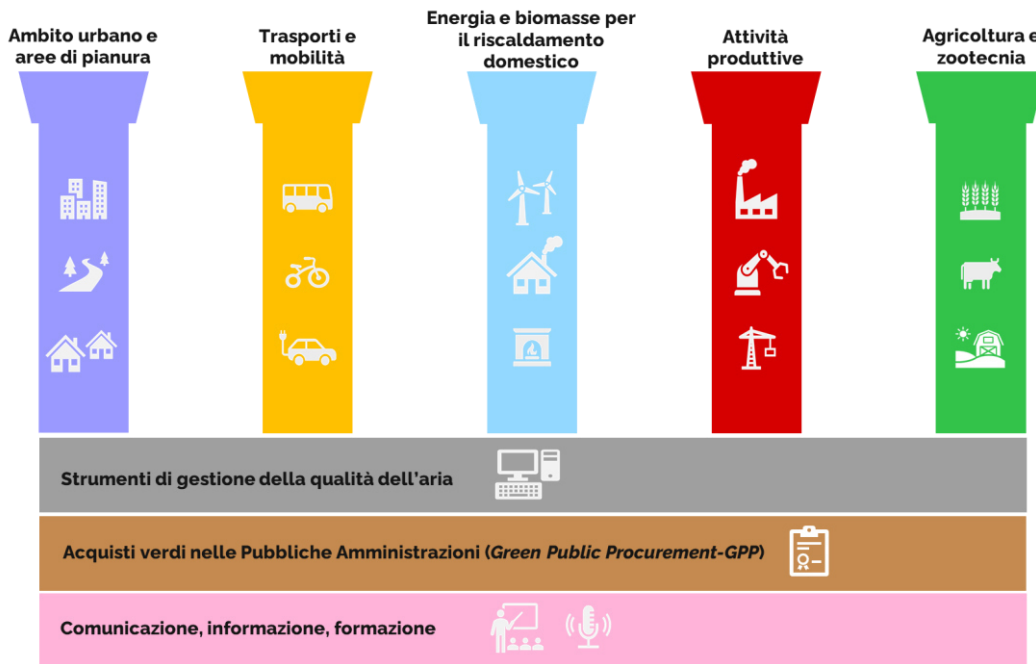 Ambito urbano e
aree di pianura
Trasporti e
mobilità
Energia e biomasse per
il riscaldamento
domestico
Attività
produttive
Agricoltura e
zootecnia
Strumenti di gestione della qualità dell'aria
Acquisti verdi nelle Pubbliche Amministrazioni (Green Public Procurement-GPP)
Comunicazione, informazione, formazione